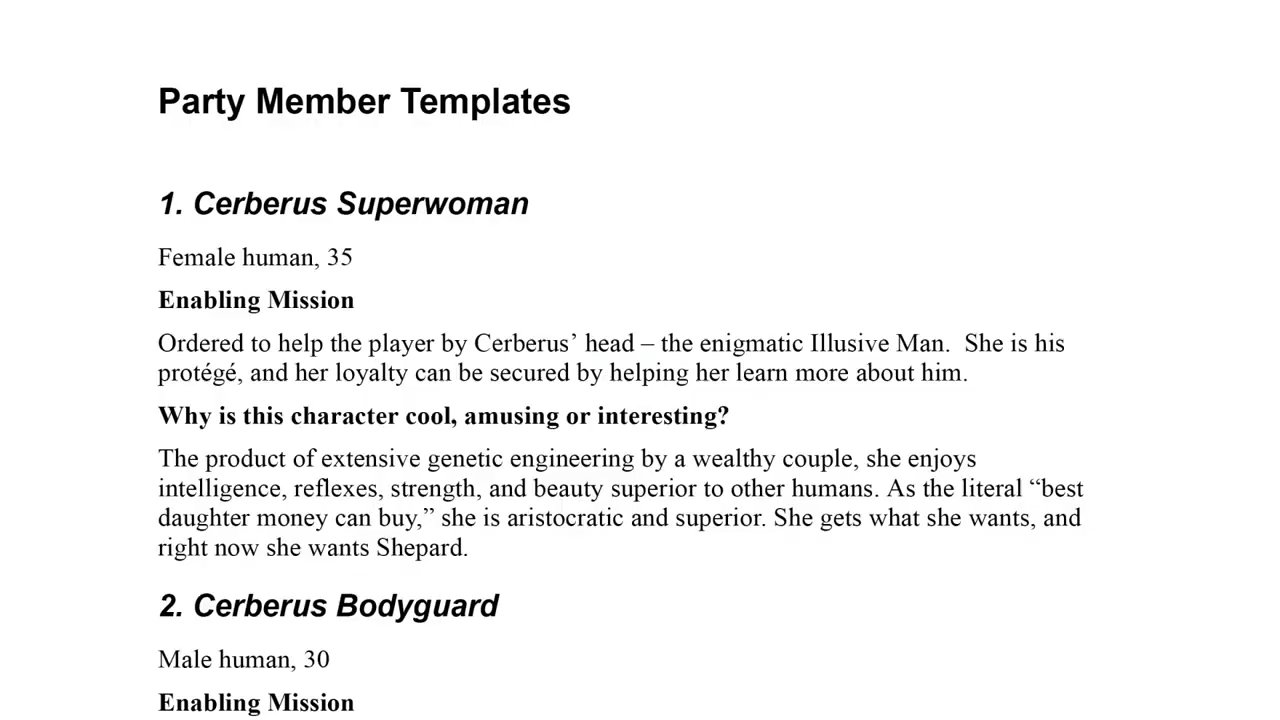 Party Member Templates
1. Cerberus Superwoman
Female human, 35
Enabling Mission
Ordered to help the player by Cerberus’ head – the enigmatic Illusive Man.  She is his
protégé, and her loyalty can be secured by helping her learn more about him.
Why is this character cool, amusing or interesting?
The product of extensive genetic engineering by a wealthy couple, she enjoys
intelligence, reflexes, strength, and beauty superior to other humans. As the literal “best
daughter money can buy,” she is aristocratic and superior. She gets what she wants, and
right now she wants Shepard.
2. Cerberus Bodyguard
Male human, 30
Enabling Mission